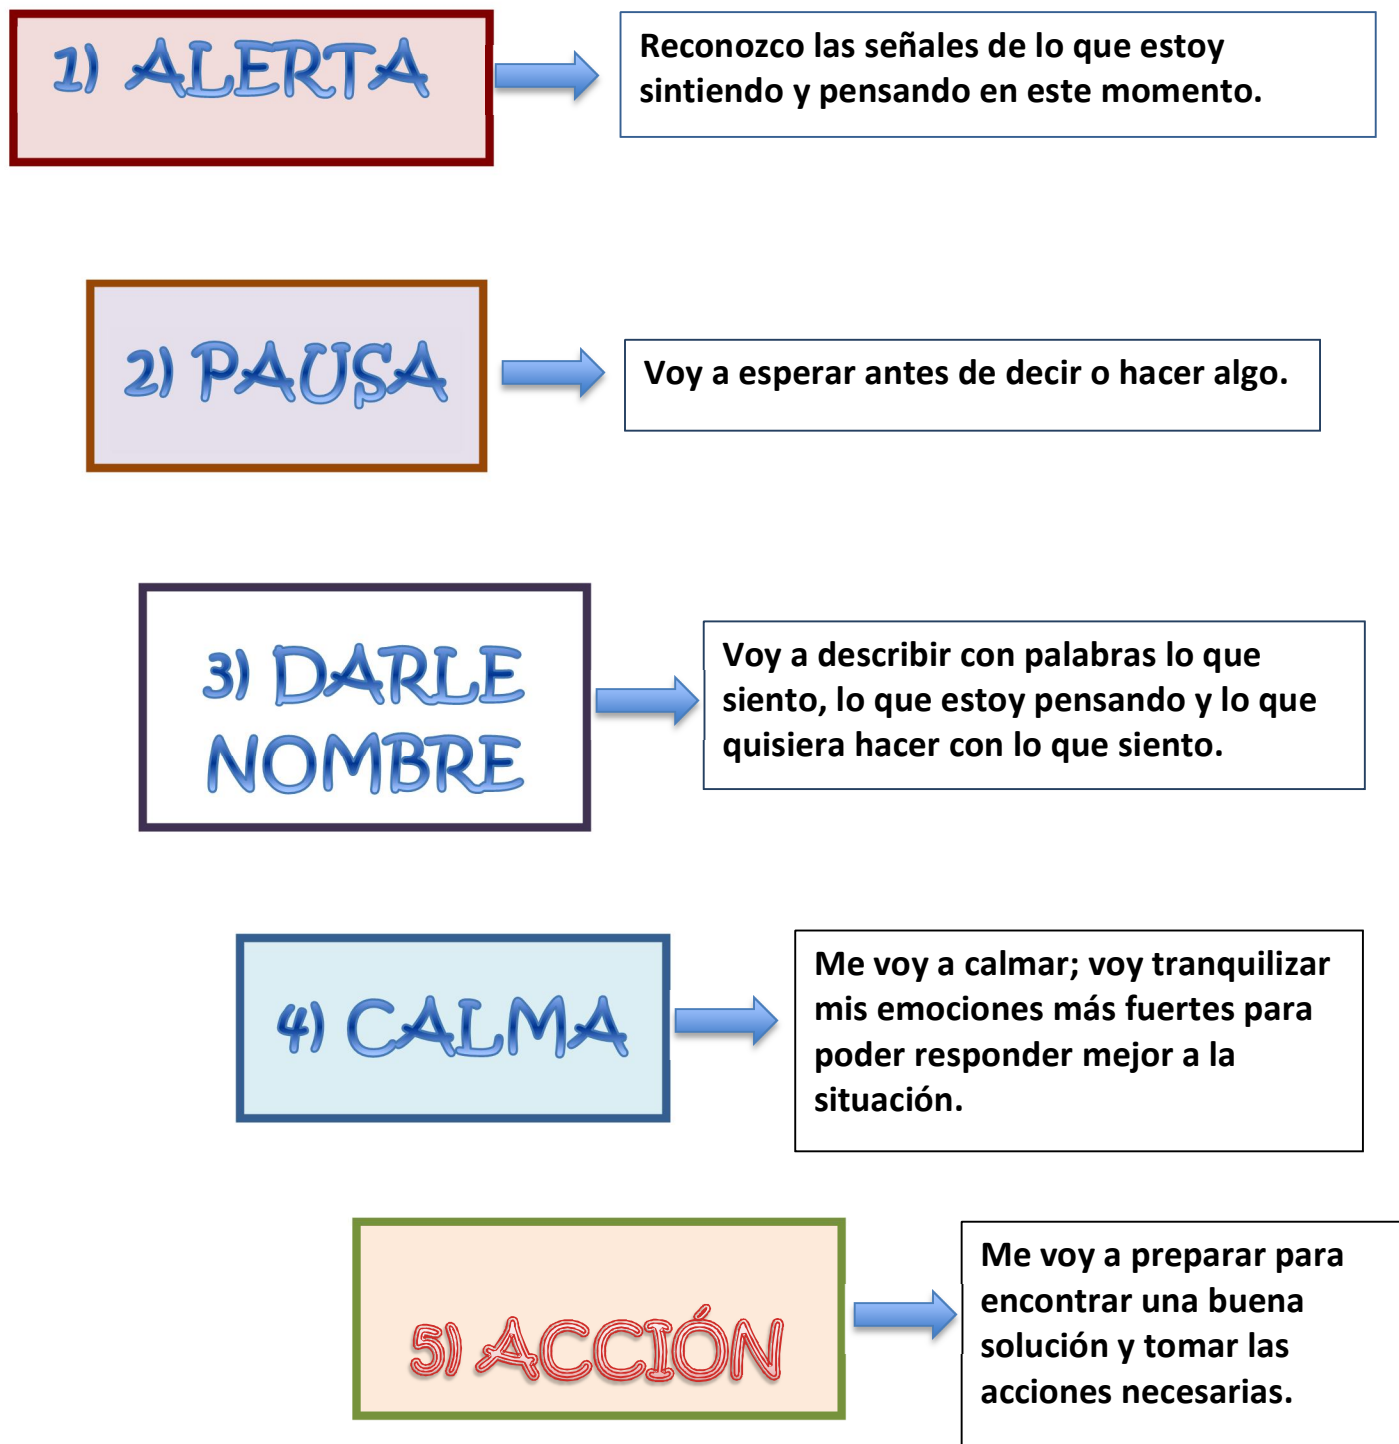 1) ALERTA
Reconozco las señales de lo que estoy
sintiendo y pensando en este momento.
2) PAUSA
Voy a esperar antes de decir o hacer algo.
3) DARLE
NOMBRE
Voy a describir con palabras lo que
siento, lo que estoy pensando y lo que
quisiera hacer con lo que siento.
4) CALMA
Me voy a calmar; voy tranquilizar
mis emociones más fuertes para
poder responder mejor a la
situación.
5) ACCIÓN
Me voy a preparar para
encontrar una buena
solución y tomar las
acciones necesarias.